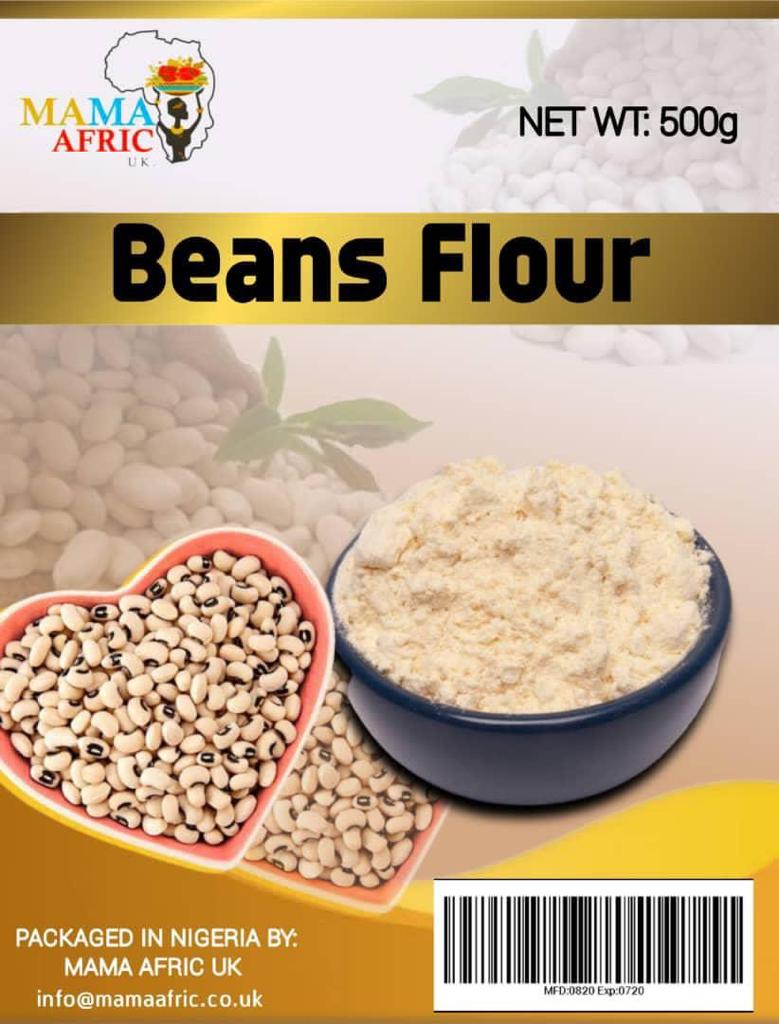 MAMA
AFRIC
UK.
NET WT: 500g
Beans Flour
PACKAGED IN NIGERIA BY:
MAMA AFRIC UK
info@mamaafric.co.uk
MFD:0820 Exp:0720